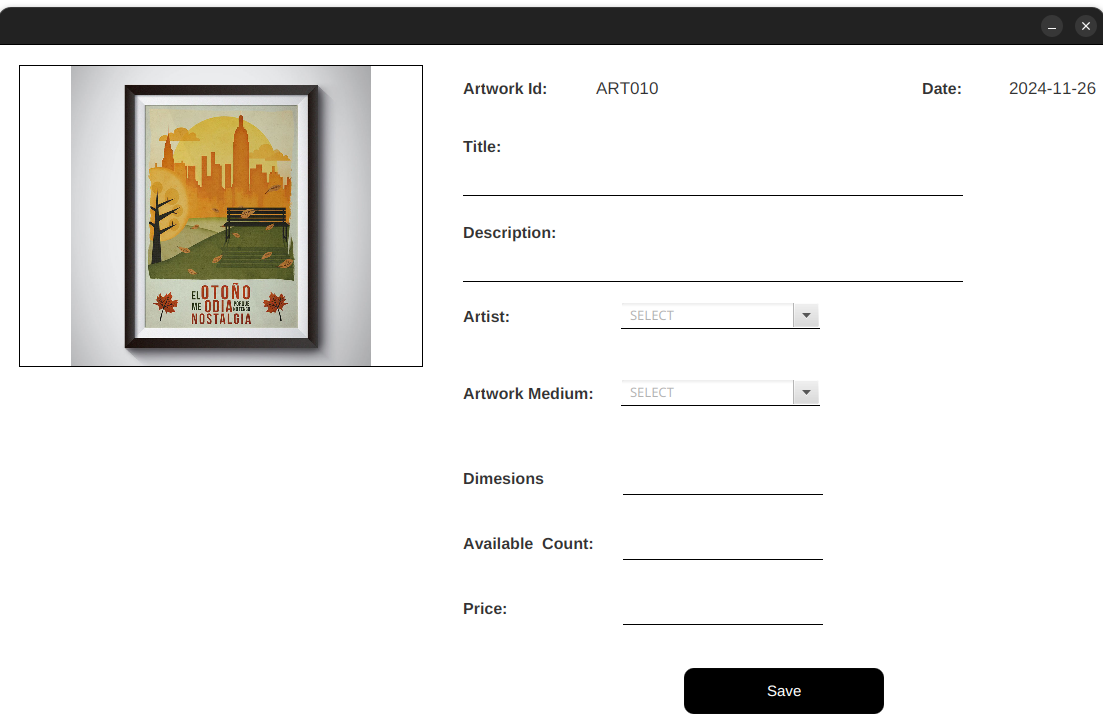 Artwork Id: ART010 Date: 2024-11-26
Title:
Description:
Artist: SELECT
Artwork Medium: SELECT
Dimesions
Available Count:
Price:
Save
EL OTOÑO
ME ODIA PORQUE
NOSTALGIA